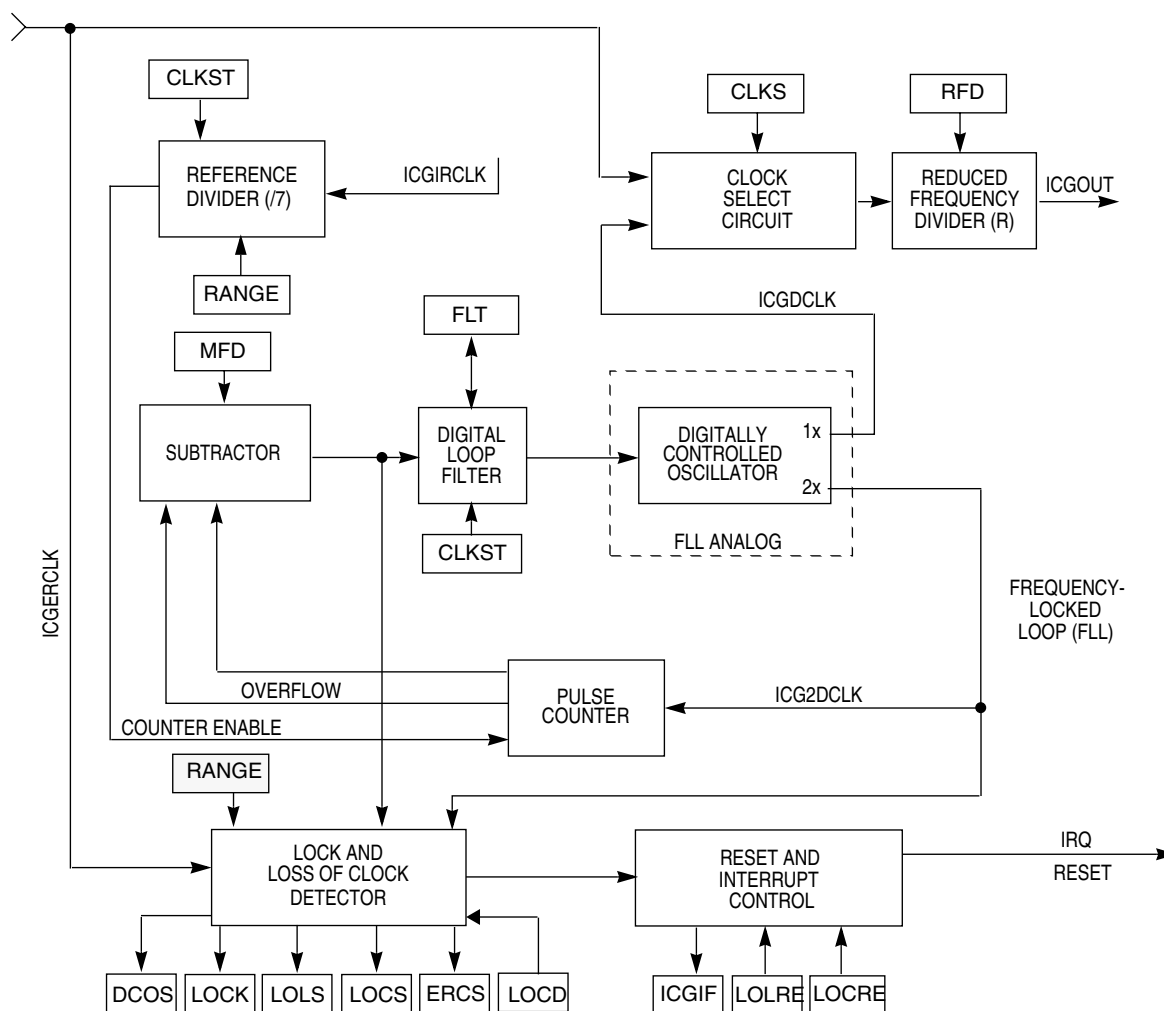 CLKST
CLKS
RFD
REFERENCE
DIVIDER (/7)
ICGIRCLK
CLOCK
SELECT
CIRCUIT
REDUCED
FREQUENCY
DIVIDER (R)
ICGOUT
RANGE
ICGDCLK
FLT
MFD
SUBTRACTOR
DIGITAL
LOOP
FILTER
DIGITALLY
CONTROLLED
OSCILLATOR
1x
2x
FLL ANALOG
CLKST
ICGERCLK
FREQUENCY-
LOCKED
LOOP (FLL)
OVERFLOW
PULSE
COUNTER
ICG2DCLK
COUNTER ENABLE
RANGE
LOCK AND
LOSS OF CLOCK
DETECTOR
RESET AND
INTERRUPT
CONTROL
IRQ
RESET
DCOS
LOCK
LOLS
LOCS
ERCS
LOCD
ICGIF
LOLRE
LOCRE